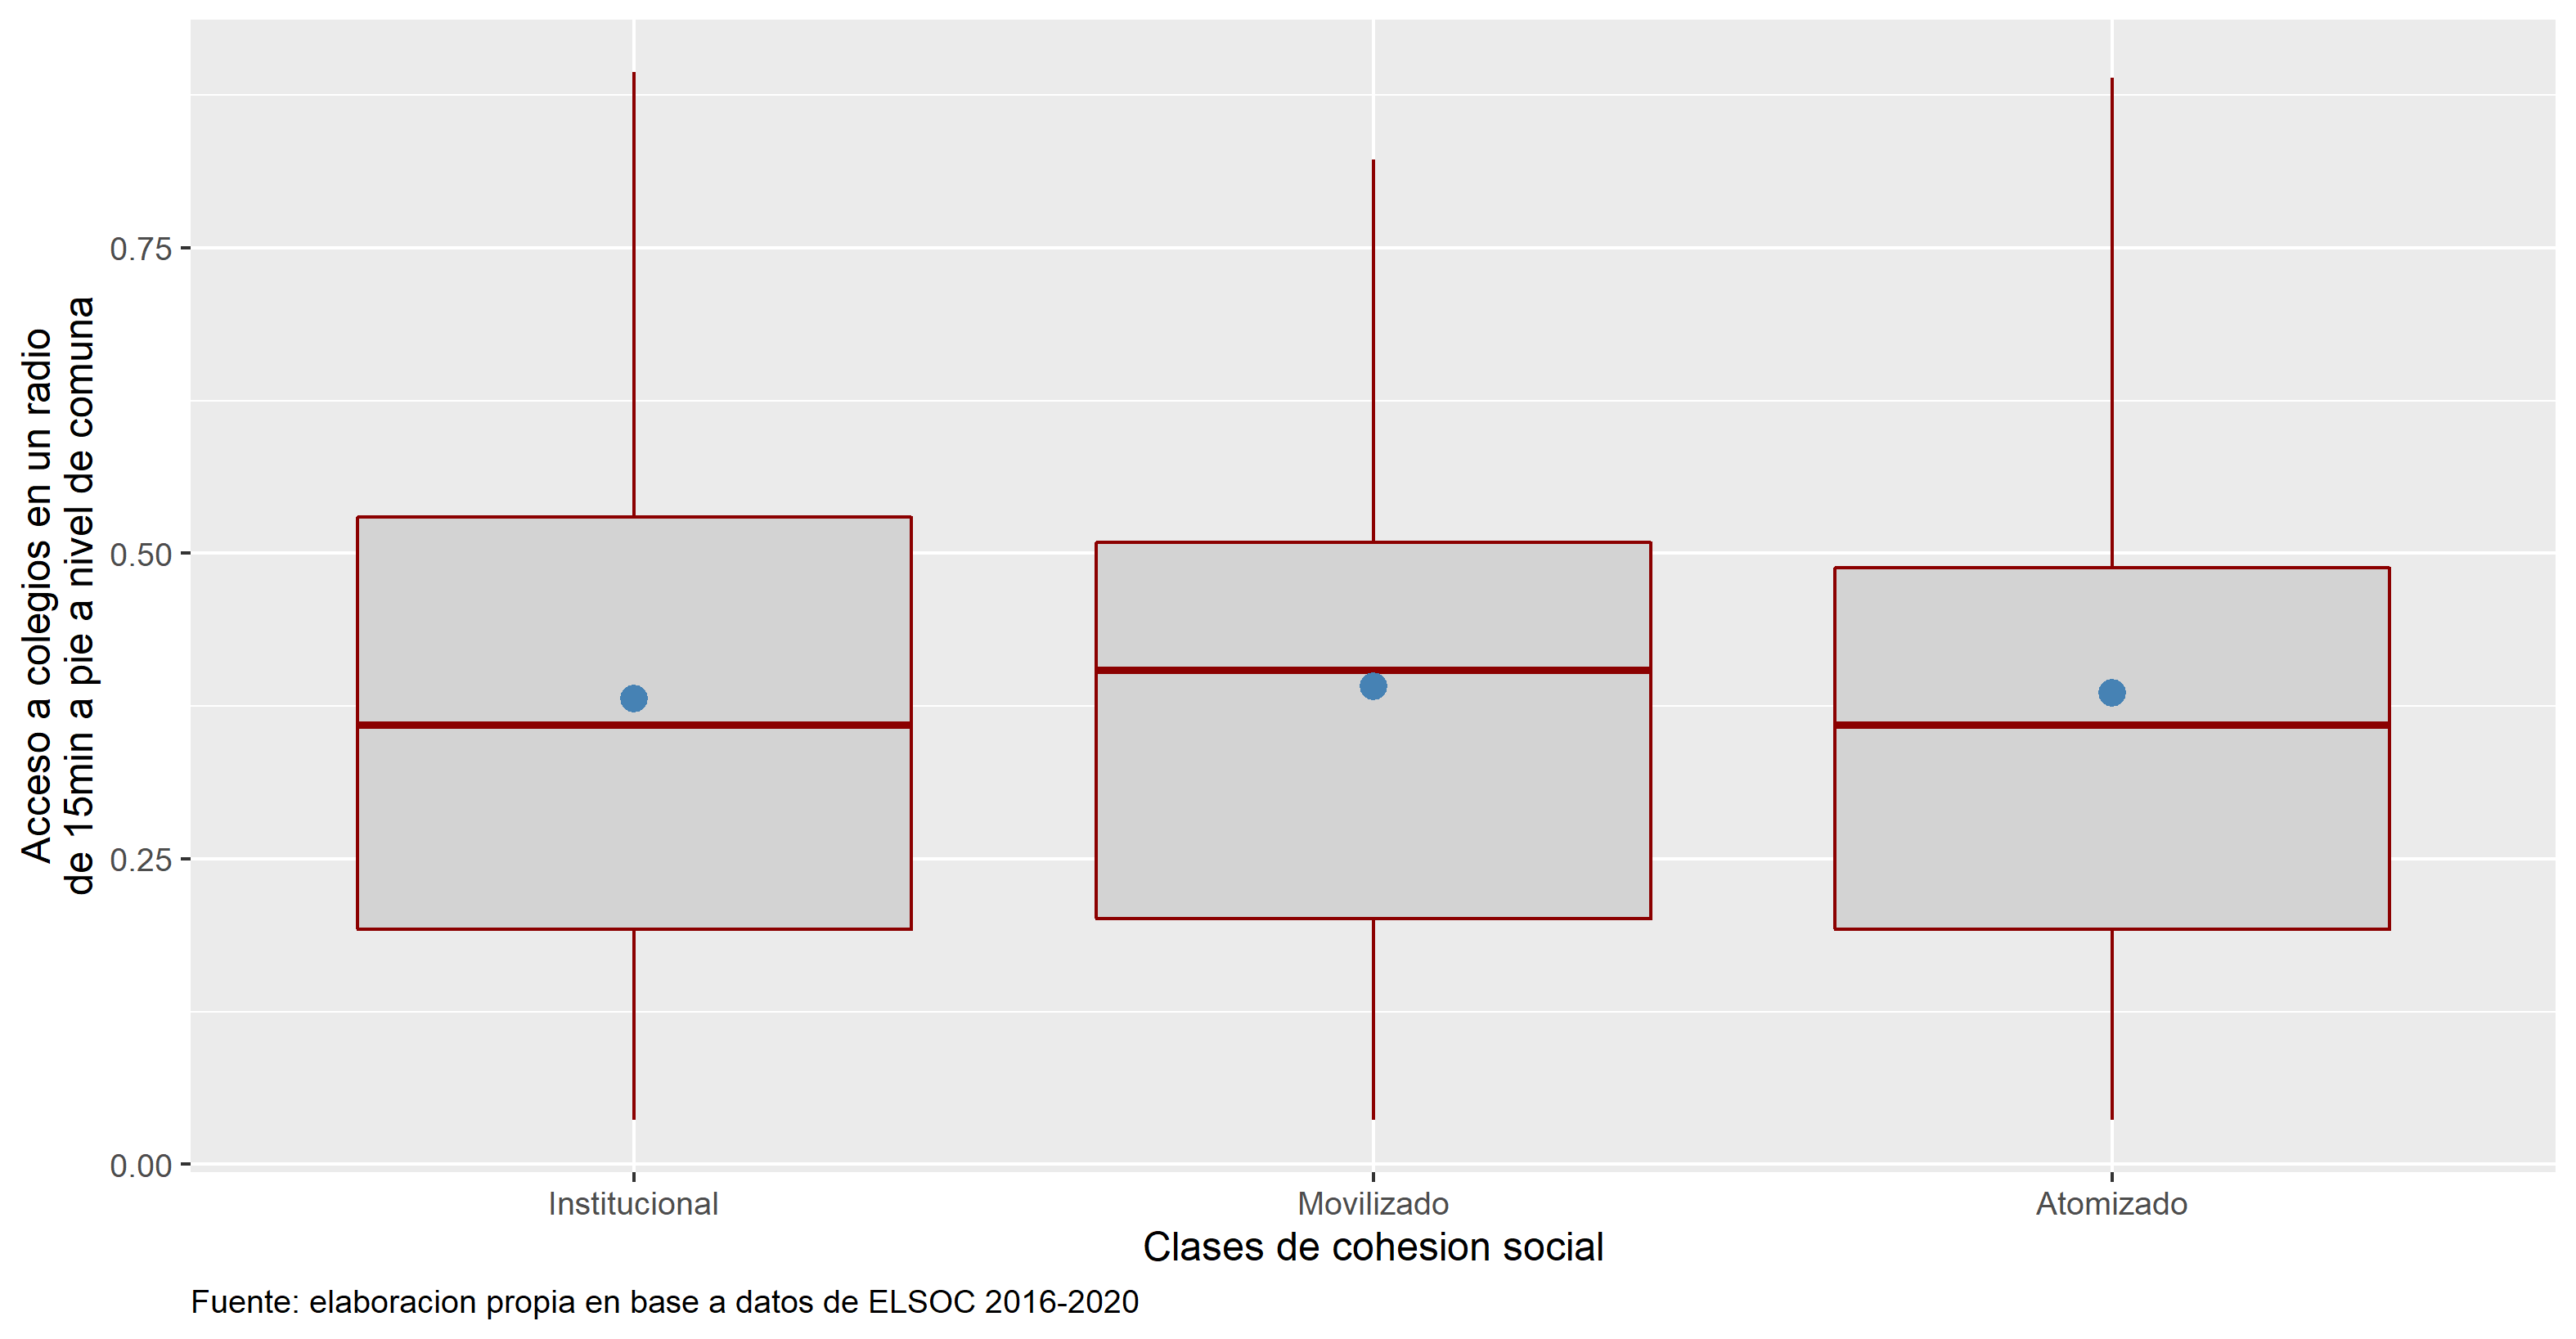 Acceso a colegios en un radio
de 15min a pie a nivel de comuna
0.75
0.50
0.25
0.00
Institucional
Movilizado
Atomizado
Clases de cohesion social
Fuente: elaboracion propia en base a datos de ELSOC 2016-2020